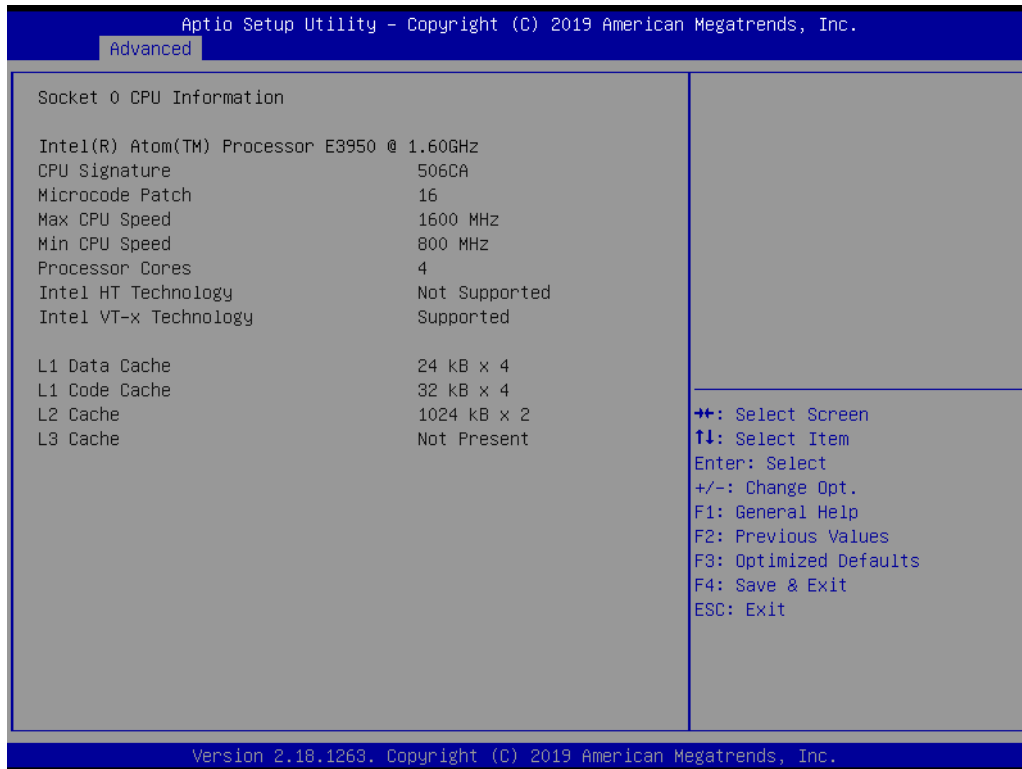 Aptio Setup Utility – Copyright (C) 2019 American Megatrends, Inc.
Advanced
Socket 0 CPU Information
Intel(R) Atom(TM) Processor E3950 @ 1.60GHz
CPU Signature 506CA
Microcode Patch 16
Max CPU Speed 1600 MHz
Min CPU Speed 800 MHz
Processor Cores 4
Intel HT Technology Not Supported
Intel VT-x Technology Supported
L1 Data Cache 24 kB x 4
L1 Code Cache 32 kB x 4
L2 Cache 1024 kB x 2
L3 Cache Not Present
→←: Select Screen
↑↓: Select Item
Enter: Select
+/-: Change Opt.
F1: General Help
F2: Previous Values
F3: Optimized Defaults
F4: Save & Exit
ESC: Exit
Version 2.18.1263. Copyright (C) 2019 American Megatrends, Inc.